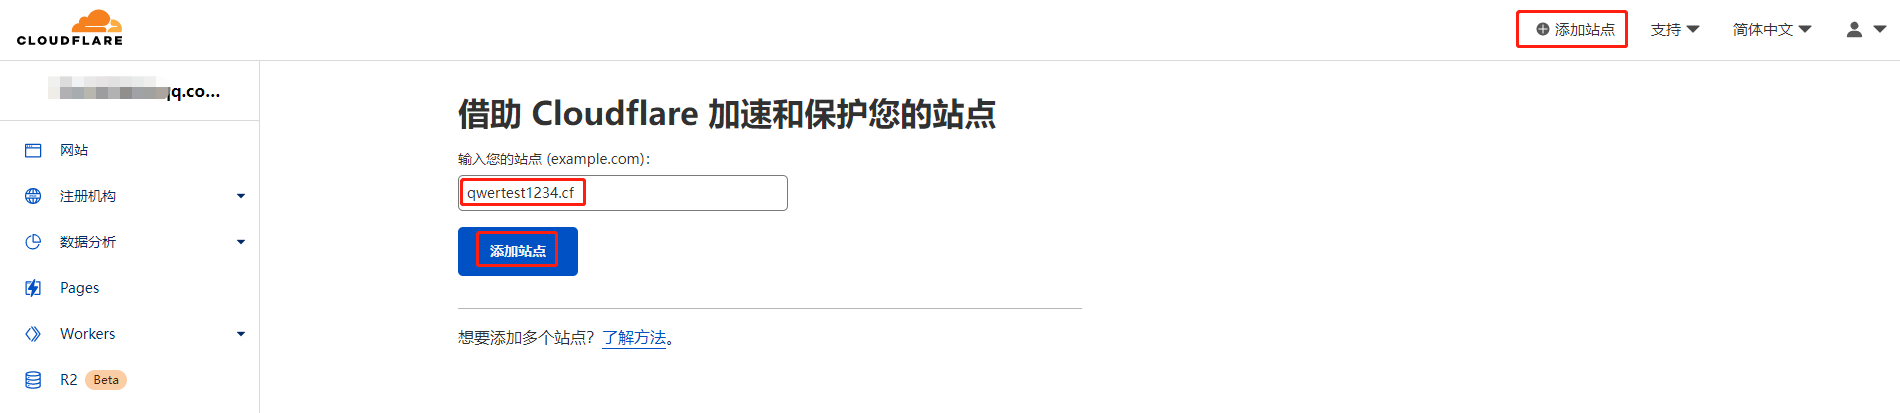 CLOUDFLARE
添加站点
支持
简体中文
qq.co...
网站
注册机构
数据分析
Pages
Workers
R2 Beta
借助 Cloudflare 加速和保护您的站点
输入您的站点 (example.com):
qwertest1234.cf
添加站点
想要添加多个站点？了解方法。